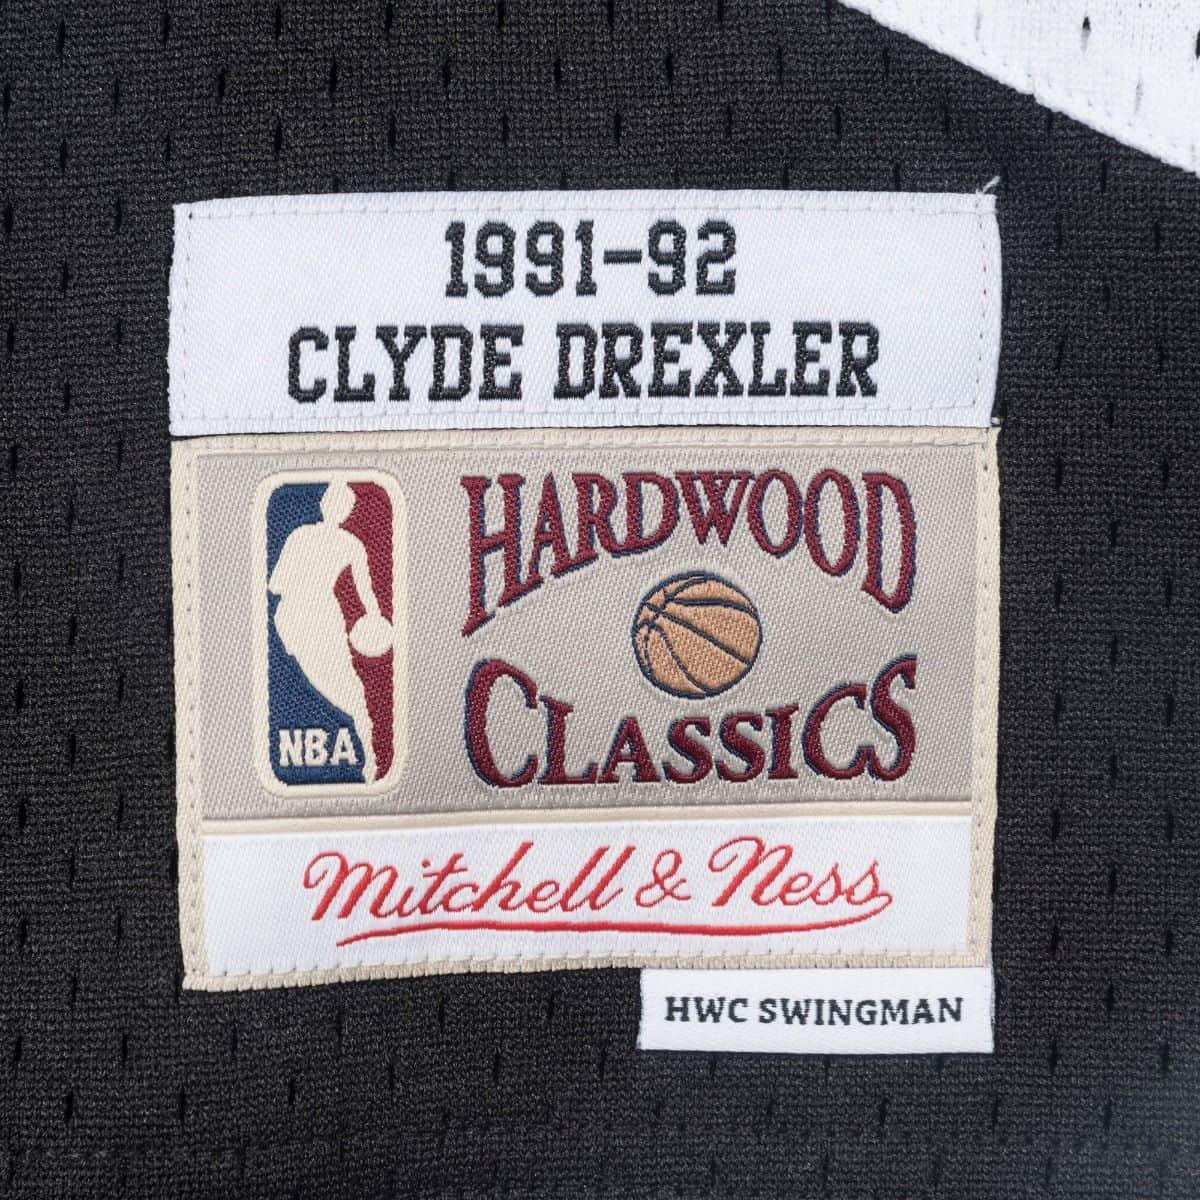 1991-92
CLYDE DREXLER
HARDWOOD
CLASSICS
NBA
Mitchell & Ness
HWC SWINGMAN